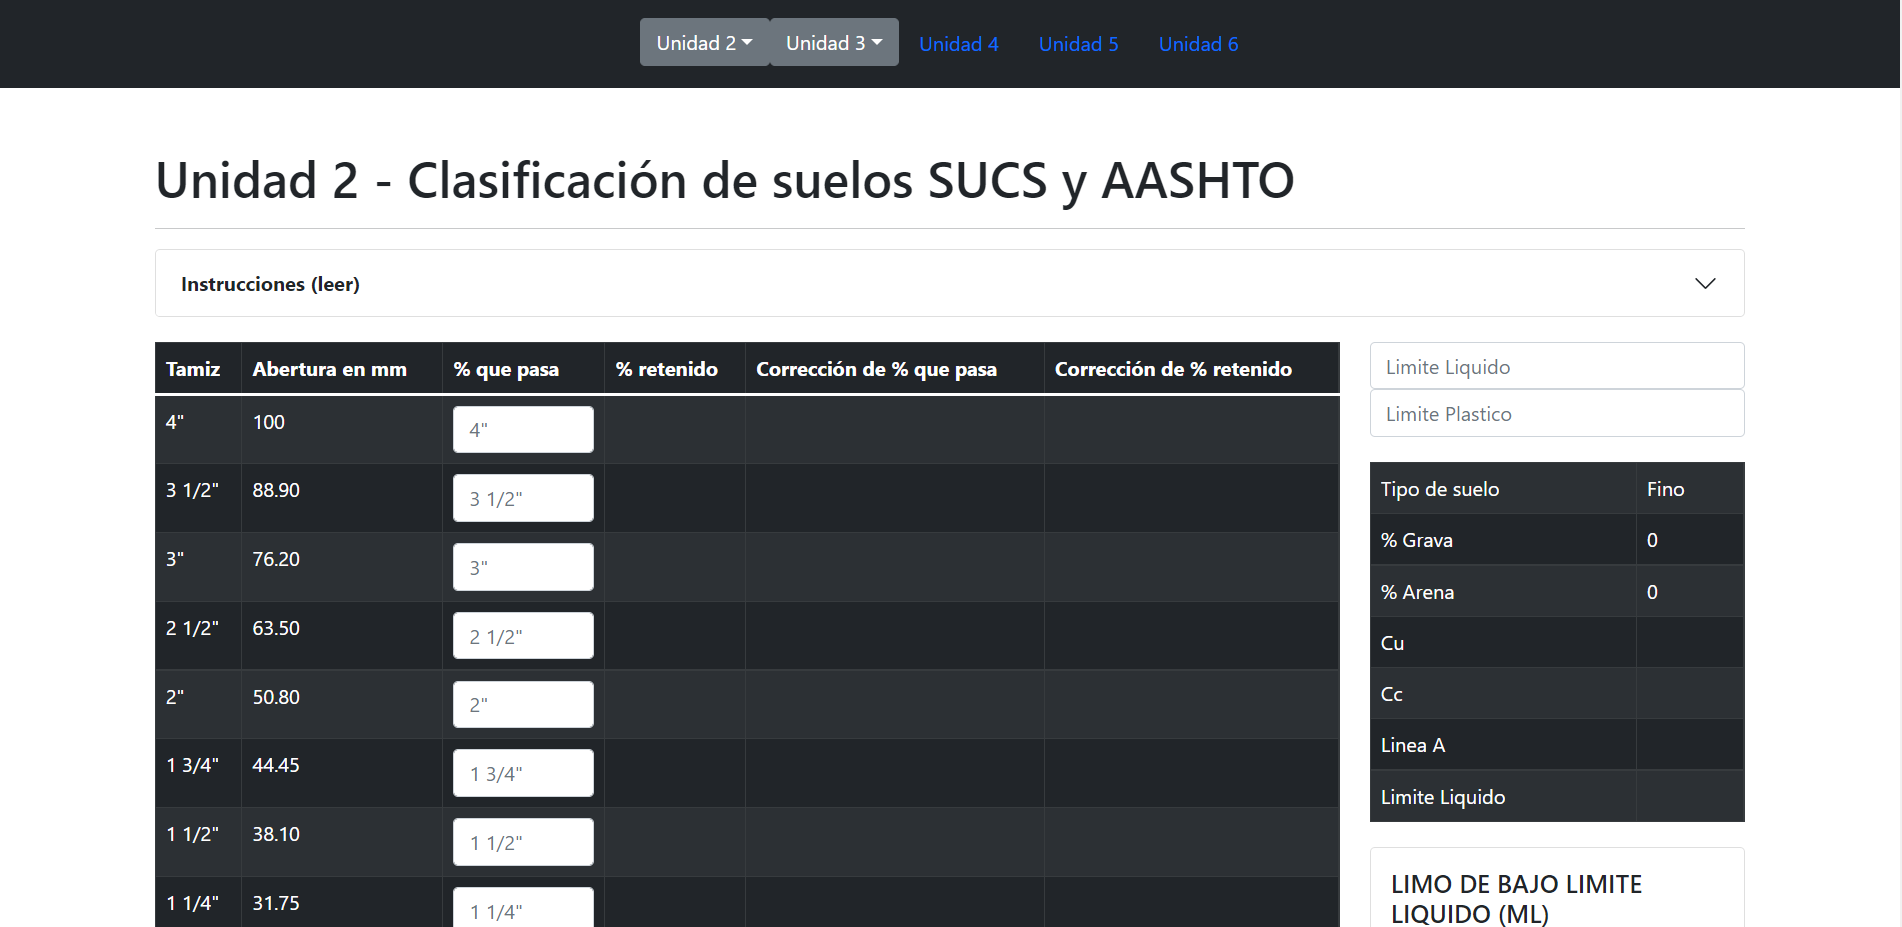 Unidad 2 Unidad 3 Unidad 4 Unidad 5 Unidad 6
Unidad 2 - Clasificación de suelos SUCS y AASHTO
Instrucciones (leer)
Tamiz Abertura en mm % que pasa % retenido Corrección de % que pasa Corrección de % retenido
4" 100 4"
3 1/2" 88.90 3 1/2"
3" 76.20 3"
2 1/2" 63.50 2 1/2"
2" 50.80 2"
1 3/4" 44.45 1 3/4"
1 1/2" 38.10 1 1/2"
1 1/4" 31.75 1 1/4"
Limite Liquido
Limite Plastico
Tipo de suelo Fino
% Grava 0
% Arena 0
Cu
Cc
Linea A
Limite Liquido
LIMO DE BAJO LIMITE
LIQUIDO (ML)